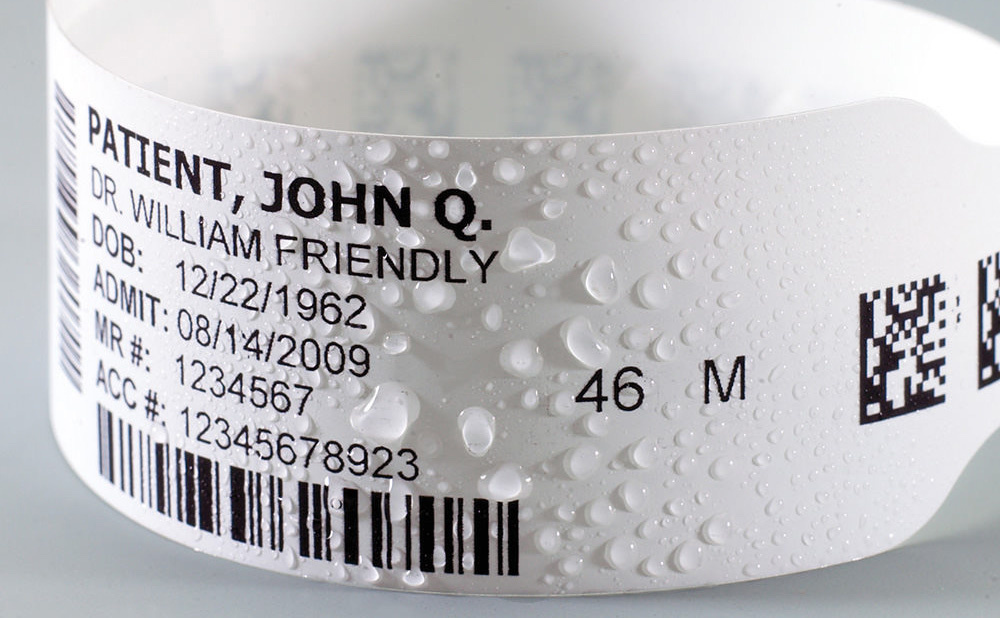 PATIENT, JOHN Q.
DR. WILLIAM FRIENDLY
DOB: 12/22/1962
ADMIT: 08/14/2009
MR #: 1234567
ACC #: 12345678923
46 M